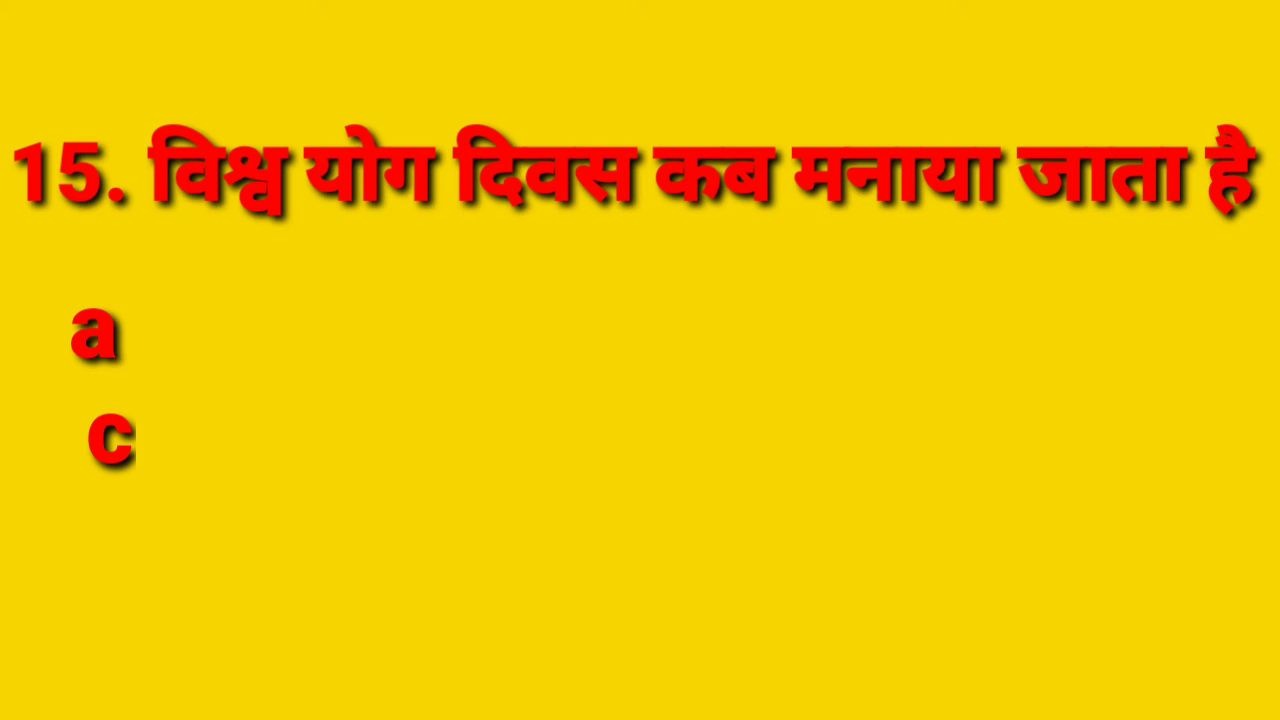 15. विश्व योग दिवस कब मनाया जाता है
a
c